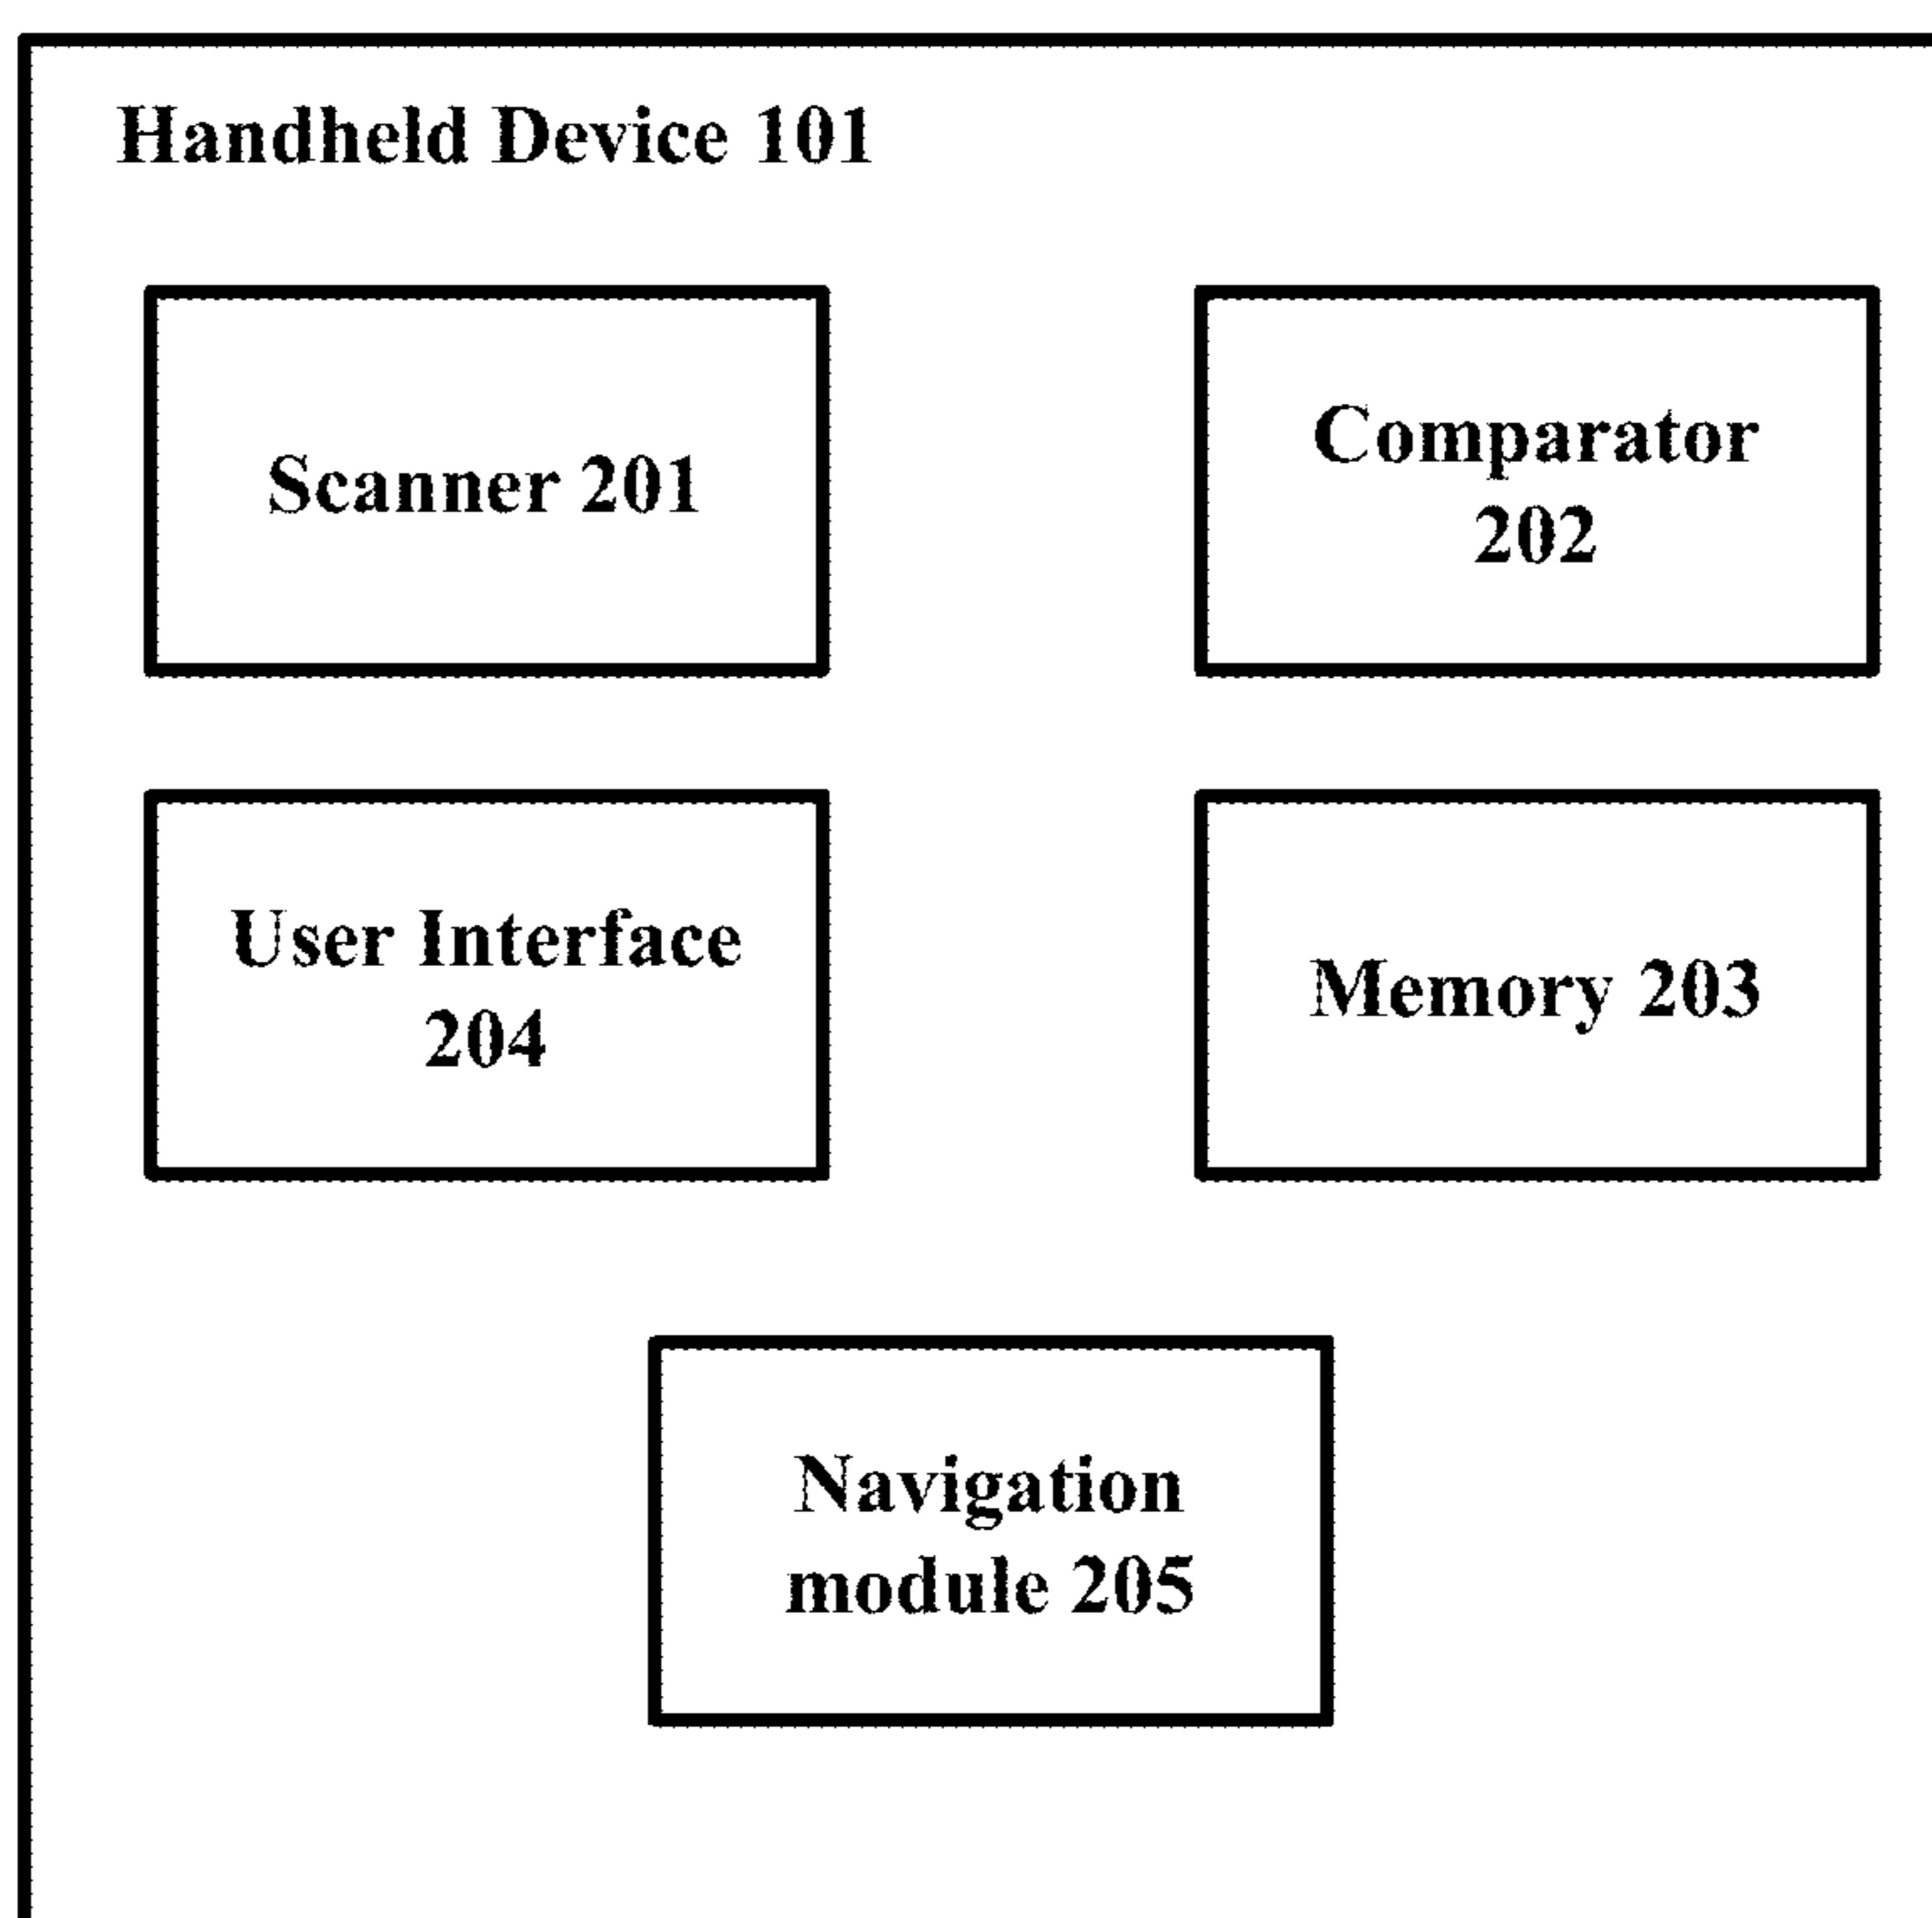 Handheld Device 101
Scanner 201
Comparator
202
User Interface
204
Memory 203
Navigation
module 205